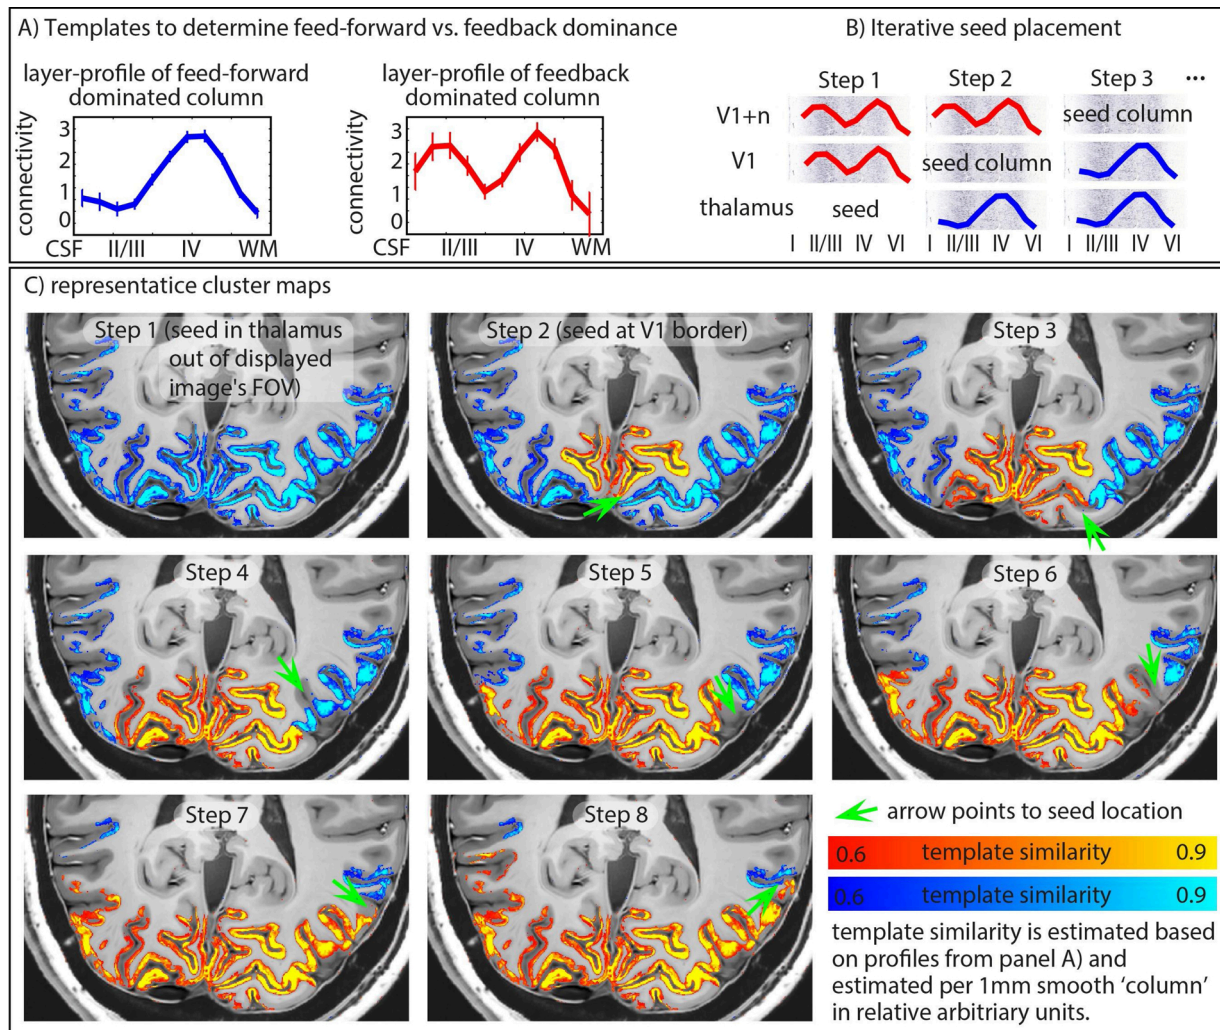 A) Templates to determine feed-forward vs. feedback dominance
layer-profile of feed-forward
dominated column
connectivity
3
2
1
0
CSF II/III IV WM
layer-profile of feedback
dominated column
connectivity
3
2
1
0
CSF II/III IV WM
B) Iterative seed placement
Step 1 Step 2 Step 3 ...
V1+n seed column
V1 seed column
thalamus seed
I II/III IV VI I II/III IV VI I II/III IV VI
C) representatice cluster maps
Step 1 (seed in thalamus
out of displayed
image's FOV)
Step 2 (seed at V1 border)
Step 3
Step 4
Step 5
Step 6
Step 7
Step 8
arrow points to seed location
0.6 template similarity 0.9
0.6 template similarity 0.9
template similarity is estimated based
on profiles from panel A) and
estimated per 1mm smooth ‘column’
in relative arbitriary units.